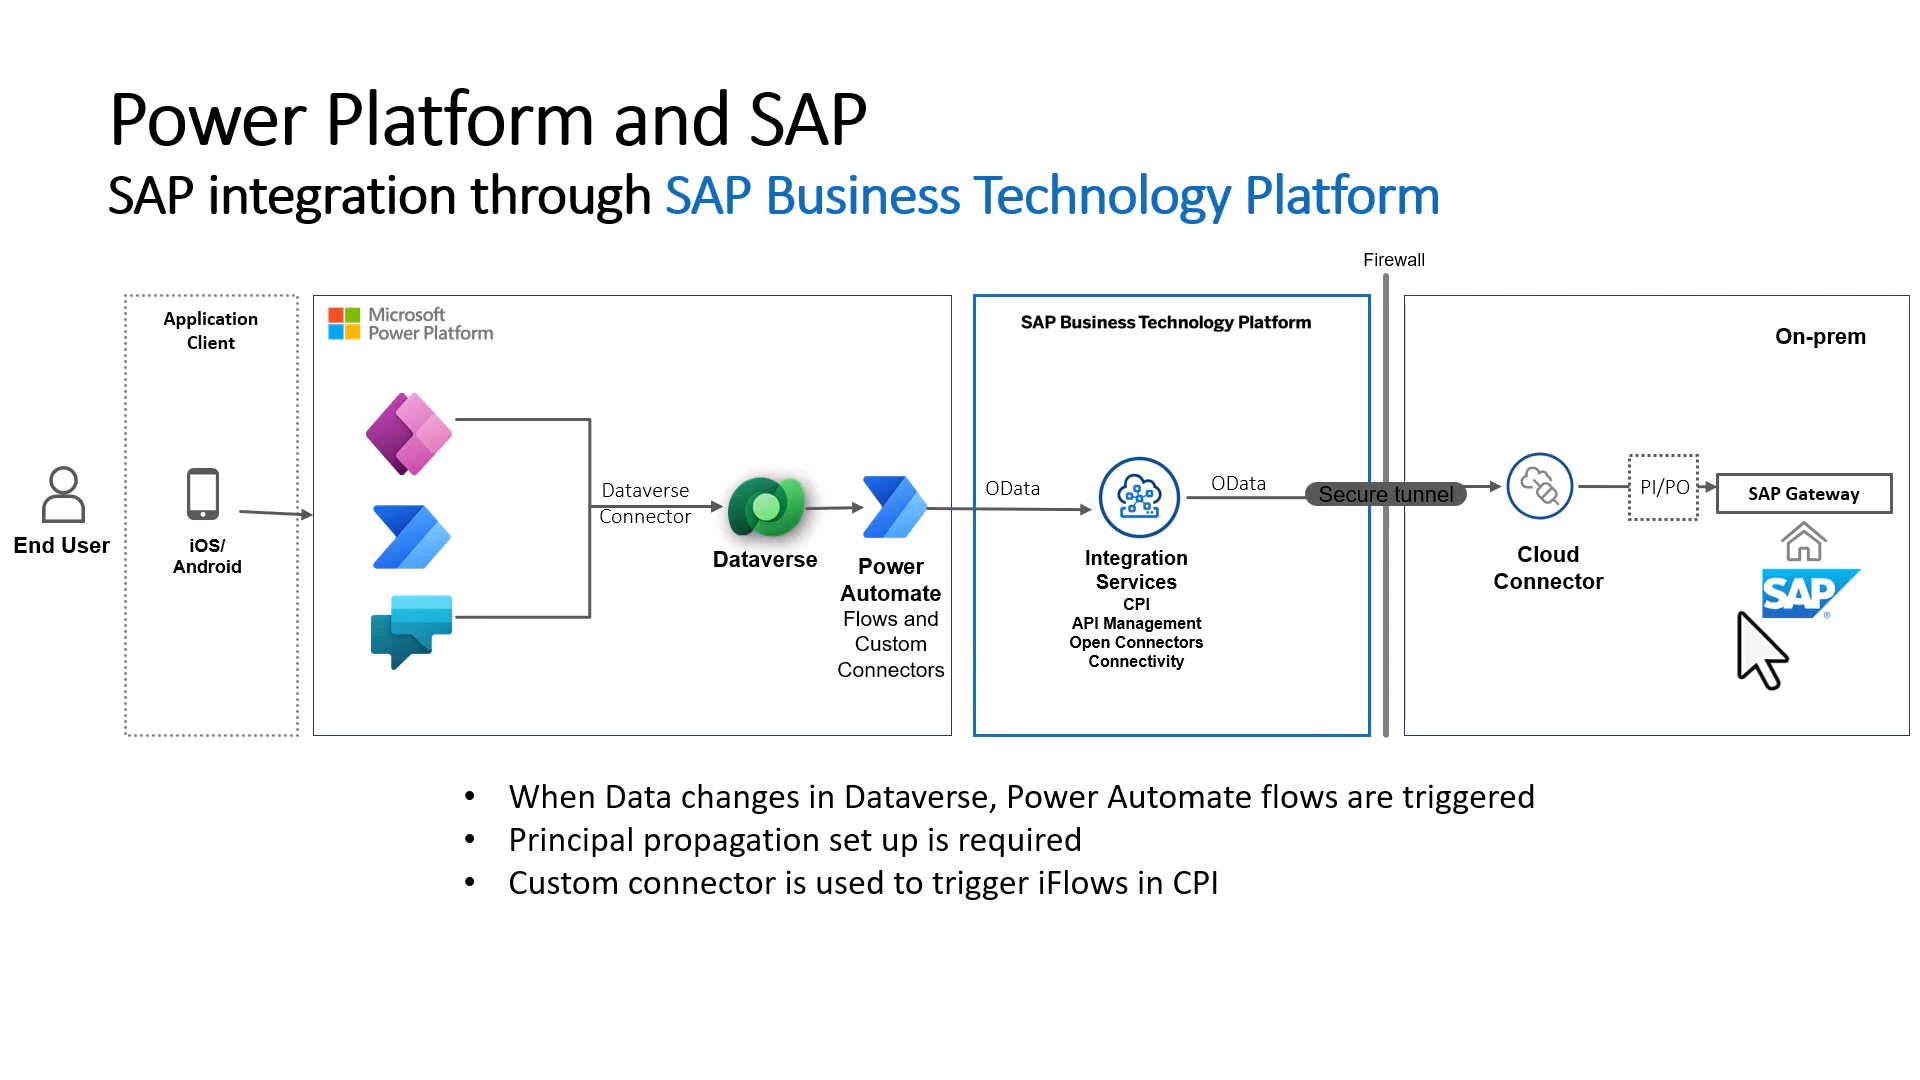 Power Platform and SAP
SAP integration through SAP Business Technology Platform
Firewall
Application
Client
Microsoft
Power Platform
SAP Business Technology Platform
On-prem
End User
iOS/
Android
Dataverse
Connector
Dataverse
Power
Automate
Flows and
Custom
Connectors
OData
Integration
Services
CPI
API Management
Open Connectors
Connectivity
OData
Secure tunnel
Cloud
Connector
PI/PO
SAP Gateway
SAP®
• When Data changes in Dataverse, Power Automate flows are triggered
• Principal propagation set up is required
• Custom connector is used to trigger iFlows in CPI